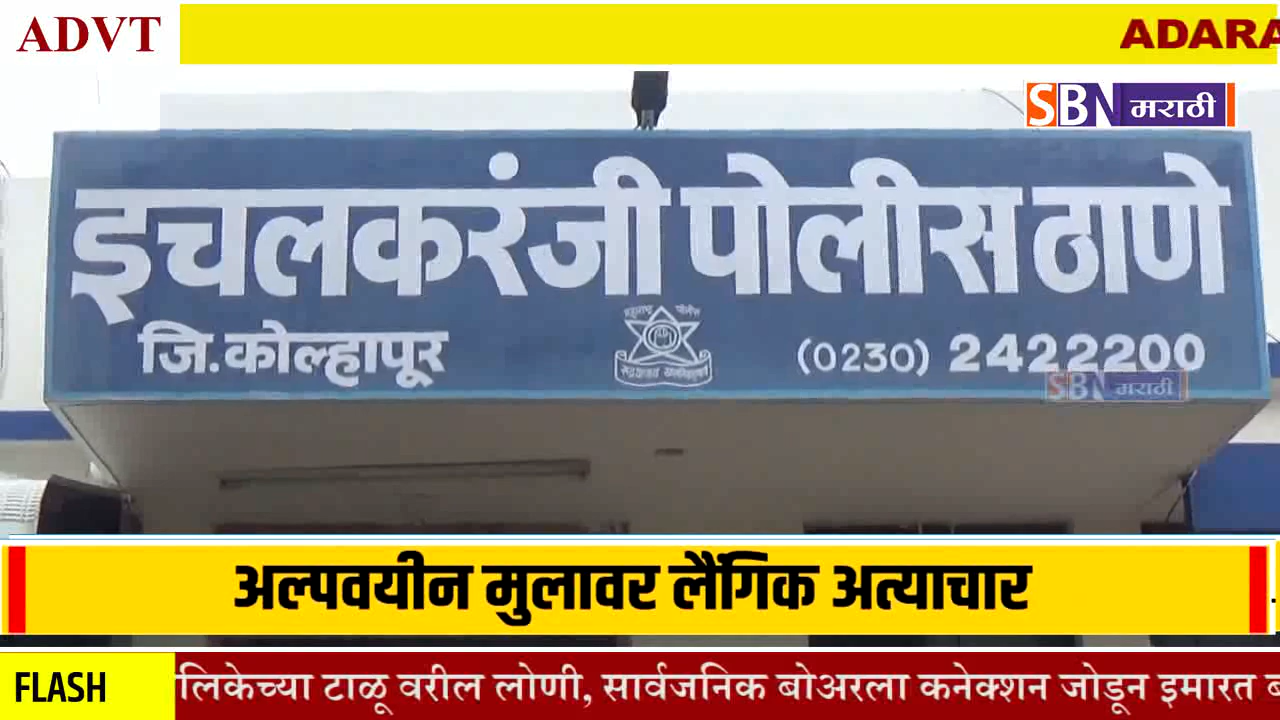 ADVT
ADARA
SBN मराठी
इचलकरंजी पोलीस ठाणे
जि.कोल्हापूर (0230) 2422200
SBN मराठी
अल्पवयीन मुलावर लैंगिक अत्याचार
FLASH लिकेच्या टाळू वरील लोणी, सार्वजनिक बोअरला कनेक्शन जोडून इमारत ब